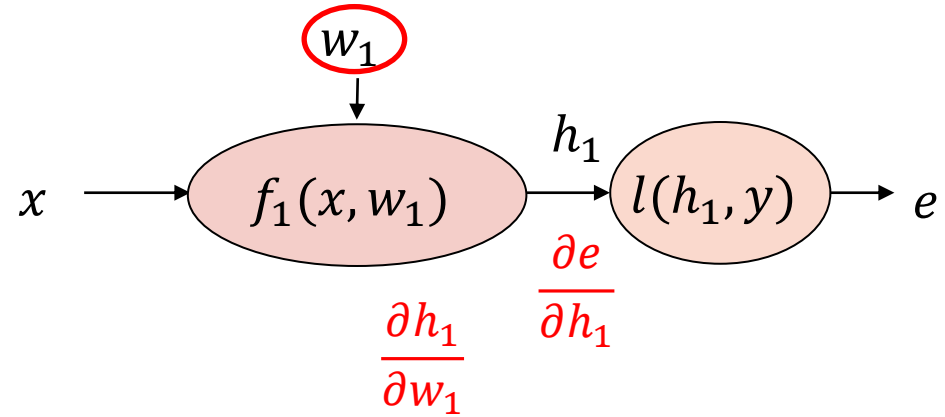 w₁
h₁
x
f₁(x, w₁)
l(h₁, y)
e
∂e
∂h₁
∂h₁
∂w₁